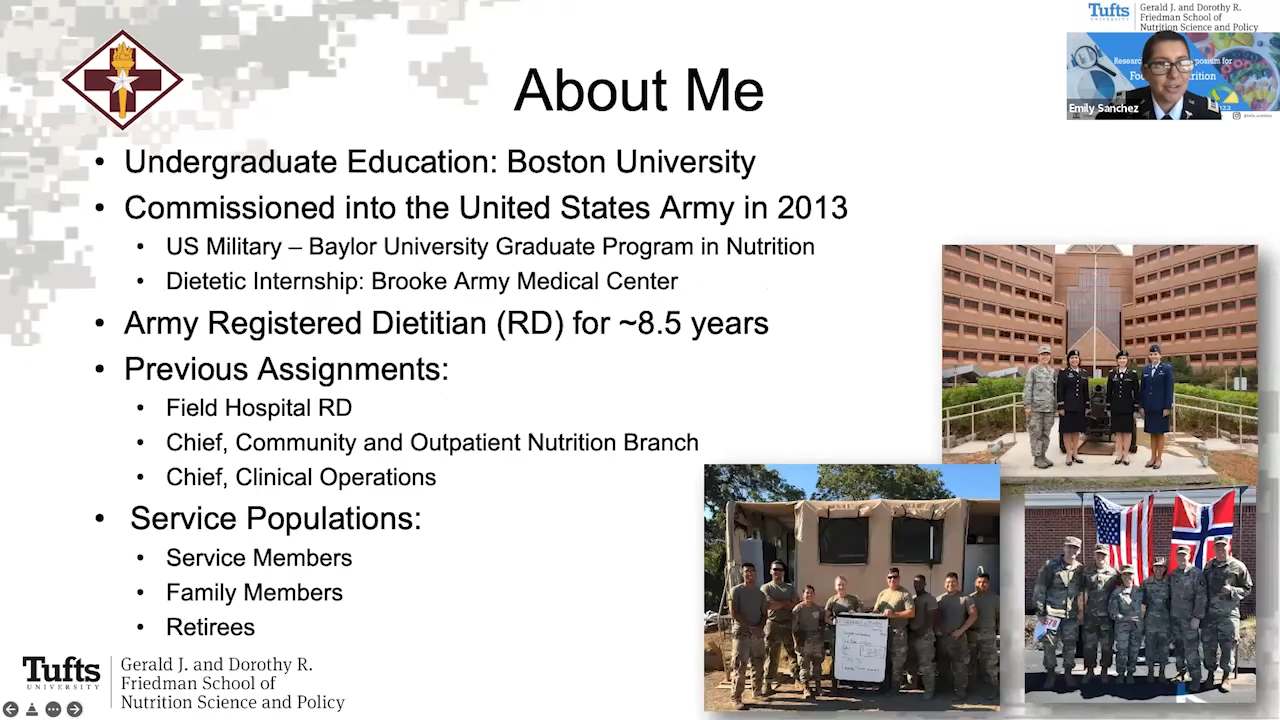 Tufts
UNIVERSITY
Gerald J. and Dorothy R.
Friedman School of
Nutrition Science and Policy
Emily Sanchez
About Me
• Undergraduate Education: Boston University
• Commissioned into the United States Army in 2013
• US Military – Baylor University Graduate Program in Nutrition
• Dietetic Internship: Brooke Army Medical Center
• Army Registered Dietitian (RD) for ~8.5 years
• Previous Assignments:
• Field Hospital RD
• Chief, Community and Outpatient Nutrition Branch
• Chief, Clinical Operations
• Service Populations:
• Service Members
• Family Members
• Retirees
Tufts
UNIVERSITY
Gerald J. and Dorothy R.
Friedman School of
Nutrition Science and Policy